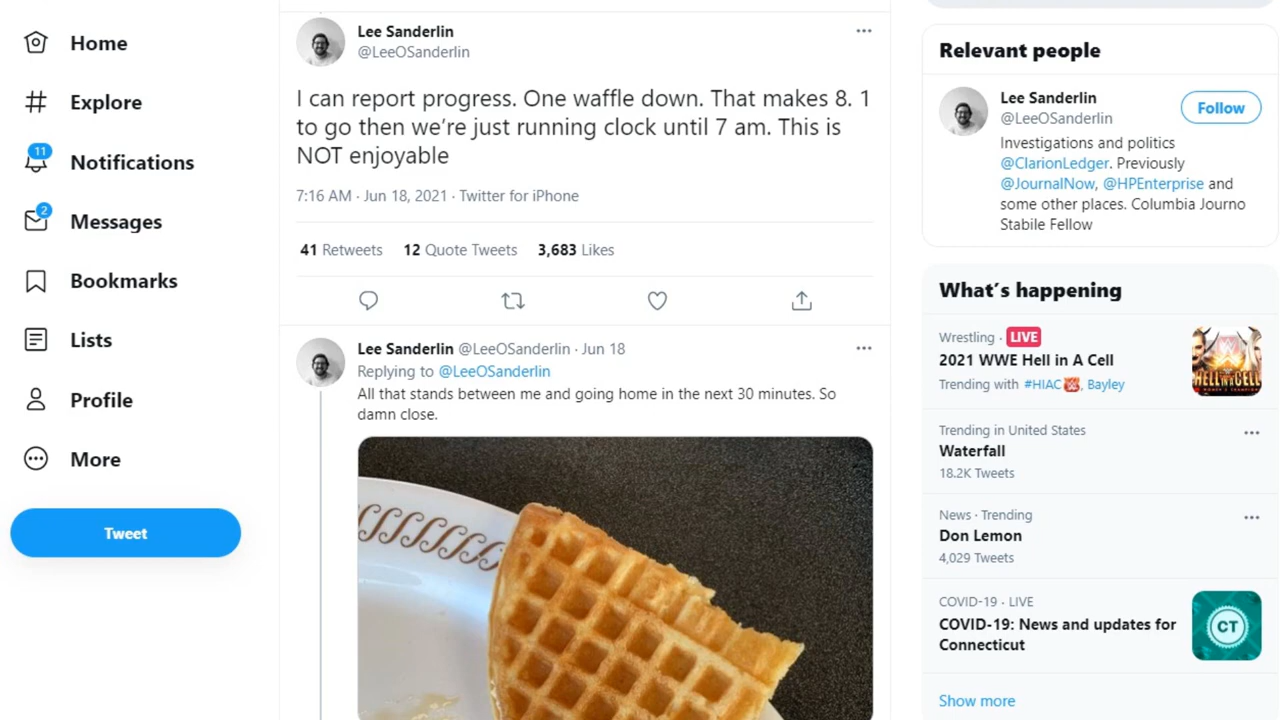 Home
Explore
11
Notifications
2
Messages
Bookmarks
Lists
Profile
More
Tweet
Lee Sanderlin
@LeeOSanderlin
I can report progress. One waffle down. That makes 8. 1
to go then we're just running clock until 7 am. This is
NOT enjoyable
7:16 AM · Jun 18, 2021 · Twitter for iPhone
41 Retweets 12 Quote Tweets 3,683 Likes
Lee Sanderlin @LeeOSanderlin · Jun 18
Replying to @LeeOSanderlin
All that stands between me and going home in the next 30 minutes. So
damn close.
Relevant people
Lee Sanderlin
@LeeOSanderlin
Follow
Investigations and politics
@ClarionLedger. Previously
@JournalNow, @HPEnterprise and
some other places. Columbia Journo
Stabile Fellow
What's happening
Wrestling · LIVE
2021 WWE Hell in A Cell
Trending with #HIAC, Bayley
HELL IN A CELL
Trending in United States
Waterfall
18.2K Tweets
News · Trending
Don Lemon
4,029 Tweets
COVID-19 · LIVE
COVID-19: News and updates for
Connecticut
CT
Show more